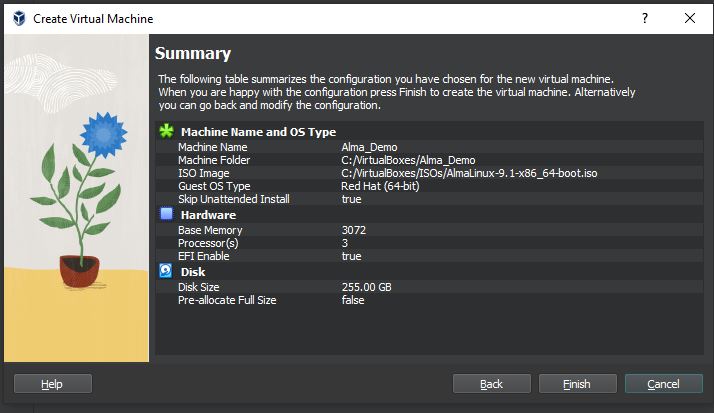 Create Virtual Machine
Summary
The following table summarizes the configuration you have chosen for the new virtual machine.
When you are happy with the configuration press Finish to create the virtual machine. Alternatively
you can go back and modify the configuration.
Machine Name and OS Type
Machine Name Alma_Demo
Machine Folder C:/VirtualBoxes/Alma_Demo
ISO Image C:/VirtualBoxes/ISOs/AlmaLinux-9.1-x86_64-boot.iso
Guest OS Type Red Hat (64-bit)
Skip Unattended Install true
Hardware
Base Memory 3072
Processor(s) 3
EFI Enable true
Disk
Disk Size 255.00 GB
Pre-allocate Full Size false
Help Back Finish Cancel